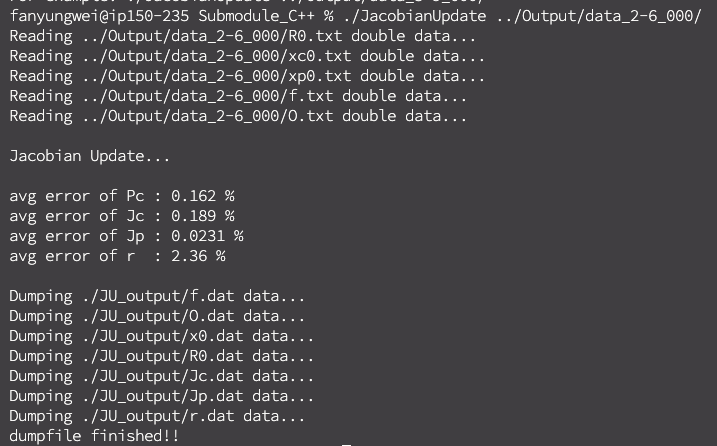 fanyungwei@ip150-235 Submodule_C++ % ./JacobianUpdate ../Output/data_2-6_000/
Reading ../Output/data_2-6_000/R0.txt double data...
Reading ../Output/data_2-6_000/xc0.txt double data...
Reading ../Output/data_2-6_000/xp0.txt double data...
Reading ../Output/data_2-6_000/f.txt double data...
Reading ../Output/data_2-6_000/O.txt double data...

Jacobian Update...

avg error of Pc : 0.162 %
avg error of Jc : 0.189 %
avg error of Jp : 0.0231 %
avg error of r  : 2.36 %

Dumping ./JU_output/f.dat data...
Dumping ./JU_output/O.dat data...
Dumping ./JU_output/x0.dat data...
Dumping ./JU_output/R0.dat data...
Dumping ./JU_output/Jc.dat data...
Dumping ./JU_output/Jp.dat data...
Dumping ./JU_output/r.dat data...
dumpfile finished!!